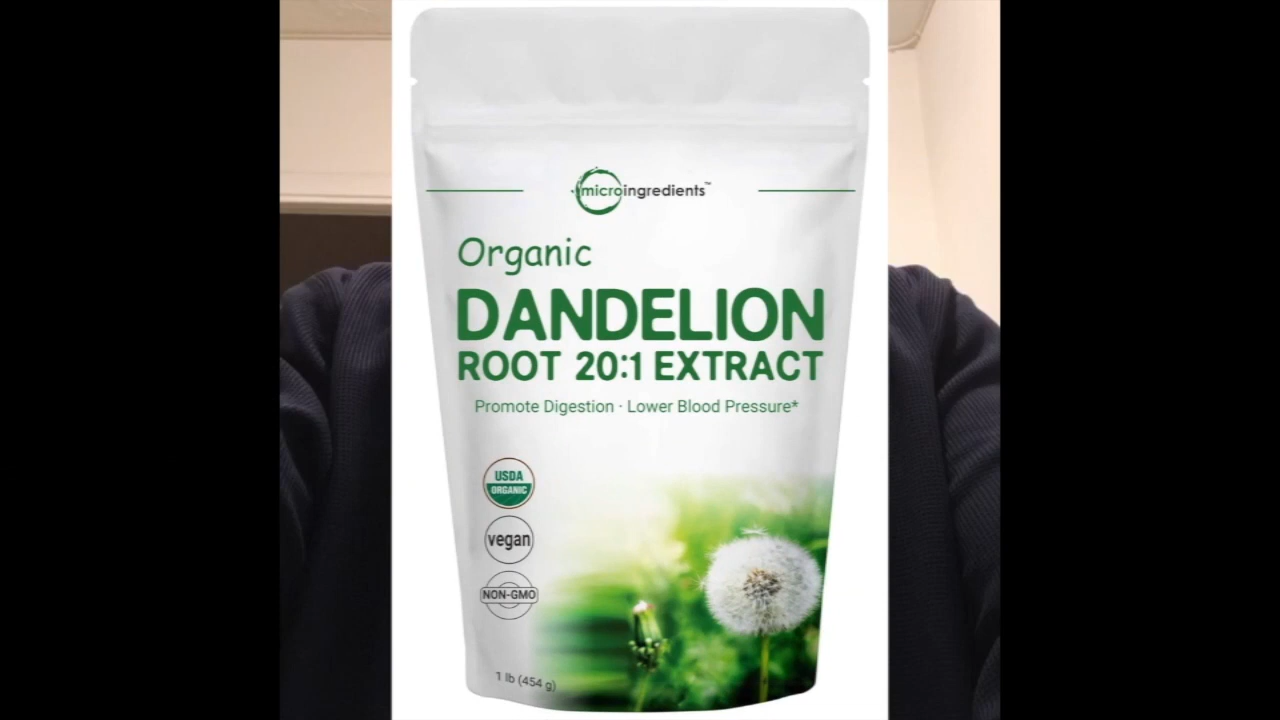 microingredients™
Organic
DANDELION
ROOT 20:1 EXTRACT
Promote Digestion · Lower Blood Pressure*
USDA
ORGANIC
vegan
NON-GMO
1 lb (454 g)